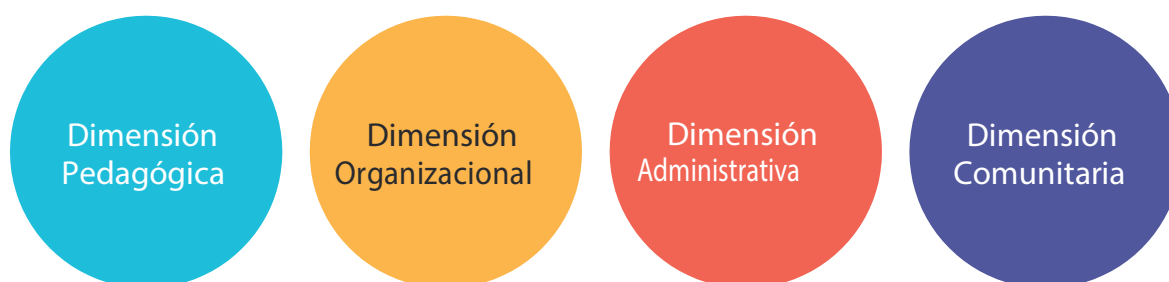 Dimensión
Pedagógica
Dimensión
Organizacional
Dimensión
Administrativa
Dimensión
Comunitaria